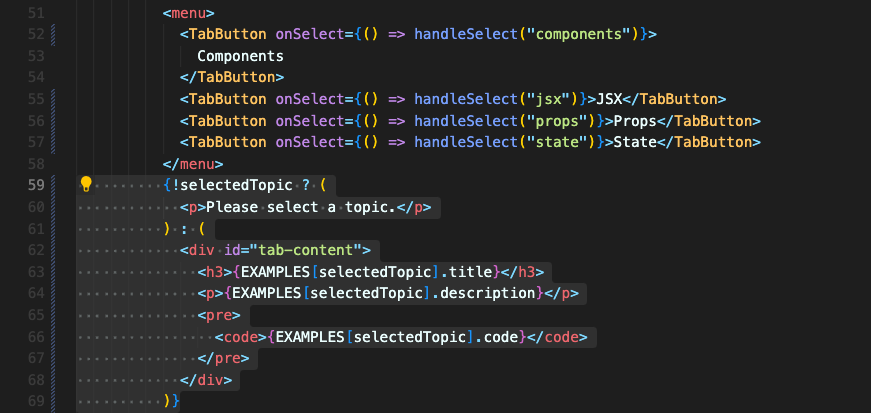 51 <menu>
52 <TabButton onSelect={() => handleSelect("components")}>
53 Components
54 </TabButton>
55 <TabButton onSelect={() => handleSelect("jsx")}>JSX</TabButton>
56 <TabButton onSelect={() => handleSelect("props")}>Props</TabButton>
57 <TabButton onSelect={() => handleSelect("state")}>State</TabButton>
58 </menu>
59 {!selectedTopic ? (
60 <p>Please select a topic.</p>
61 ) : (
62 <div id="tab-content">
63 <h3>{EXAMPLES[selectedTopic].title}</h3>
64 <p>{EXAMPLES[selectedTopic].description}</p>
65 <pre>
66 <code>{EXAMPLES[selectedTopic].code}</code>
67 </pre>
68 </div>
69 )}